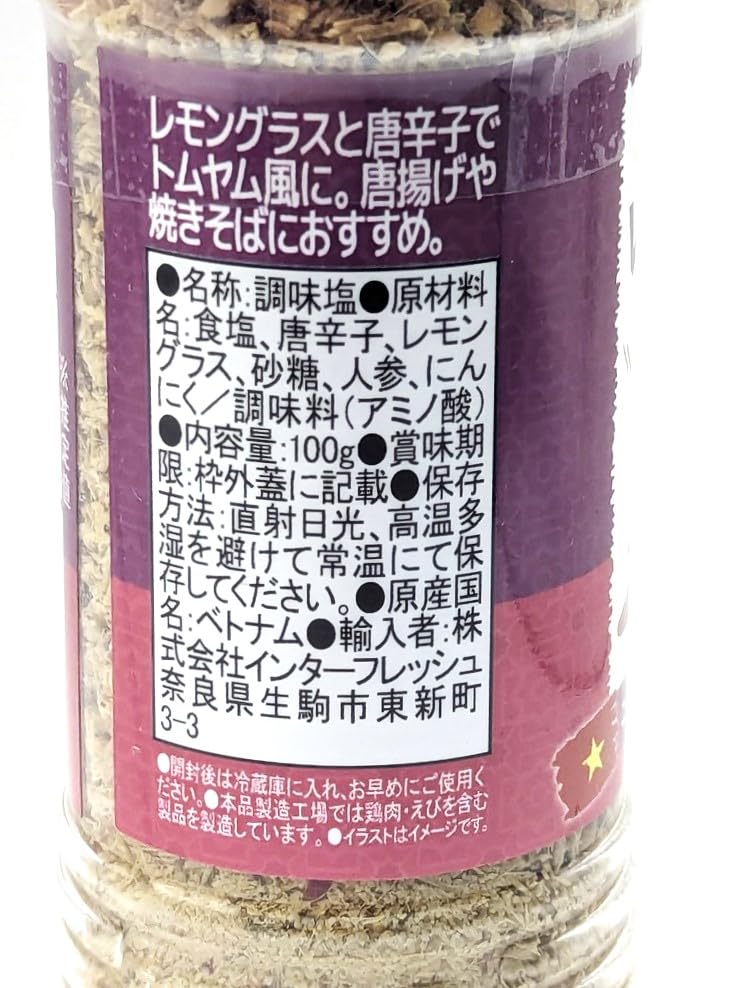 レモングラスと唐辛子で
トムヤム風に。唐揚げや
焼きそばにおすすめ。
●名称:調味塩●原材料
名:食塩、唐辛子、レモン
グラス、砂糖、人参、にん
にく/調味料(アミノ酸)
●内容量:100g●賞味期
限:枠外蓋に記載●保存
方法:直射日光、高温多
湿を避けて常温にて保
存してください。●原産国
名:ベトナム●輸入者:株
式会社インターフレッシュ
奈良県生駒市東新町
3-3
●開封後は冷蔵庫に入れ、お早めにご使用く
ださい。●本品製造工場では鶏肉・えびを含む
製品を製造しています。●イラストはイメージです。